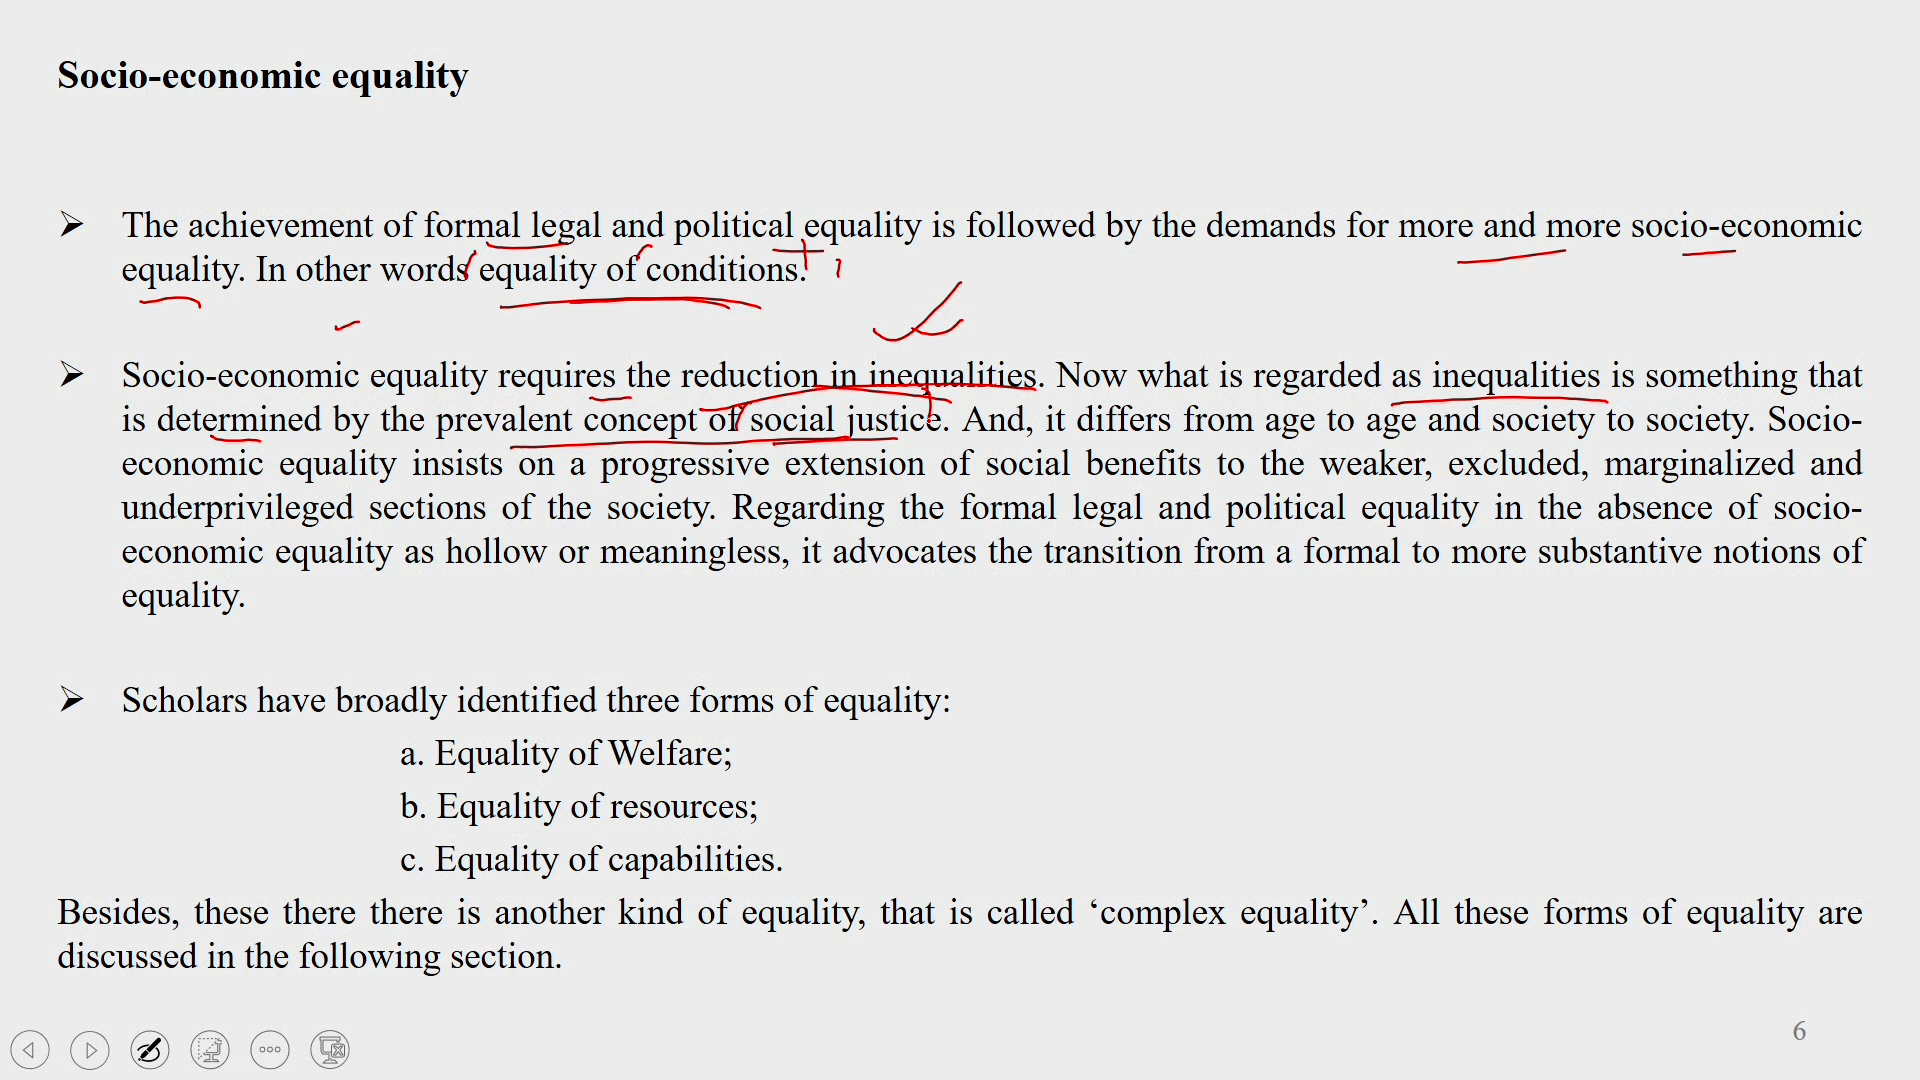 Socio-economic equality
The achievement of formal legal and political equality is followed by the demands for more and more socio-economic
equality. In other words equality of conditions.
Socio-economic equality requires the reduction in inequalities. Now what is regarded as inequalities is something that
is determined by the prevalent concept of social justice. And, it differs from age to age and society to society. Socio-
economic equality insists on a progressive extension of social benefits to the weaker, excluded, marginalized and
underprivileged sections of the society. Regarding the formal legal and political equality in the absence of socio-
economic equality as hollow or meaningless, it advocates the transition from a formal to more substantive notions of
equality.
Scholars have broadly identified three forms of equality:
a. Equality of Welfare;
b. Equality of resources;
c. Equality of capabilities.
Besides, these there there is another kind of equality, that is called ‘complex equality’. All these forms of equality are
discussed in the following section.
6